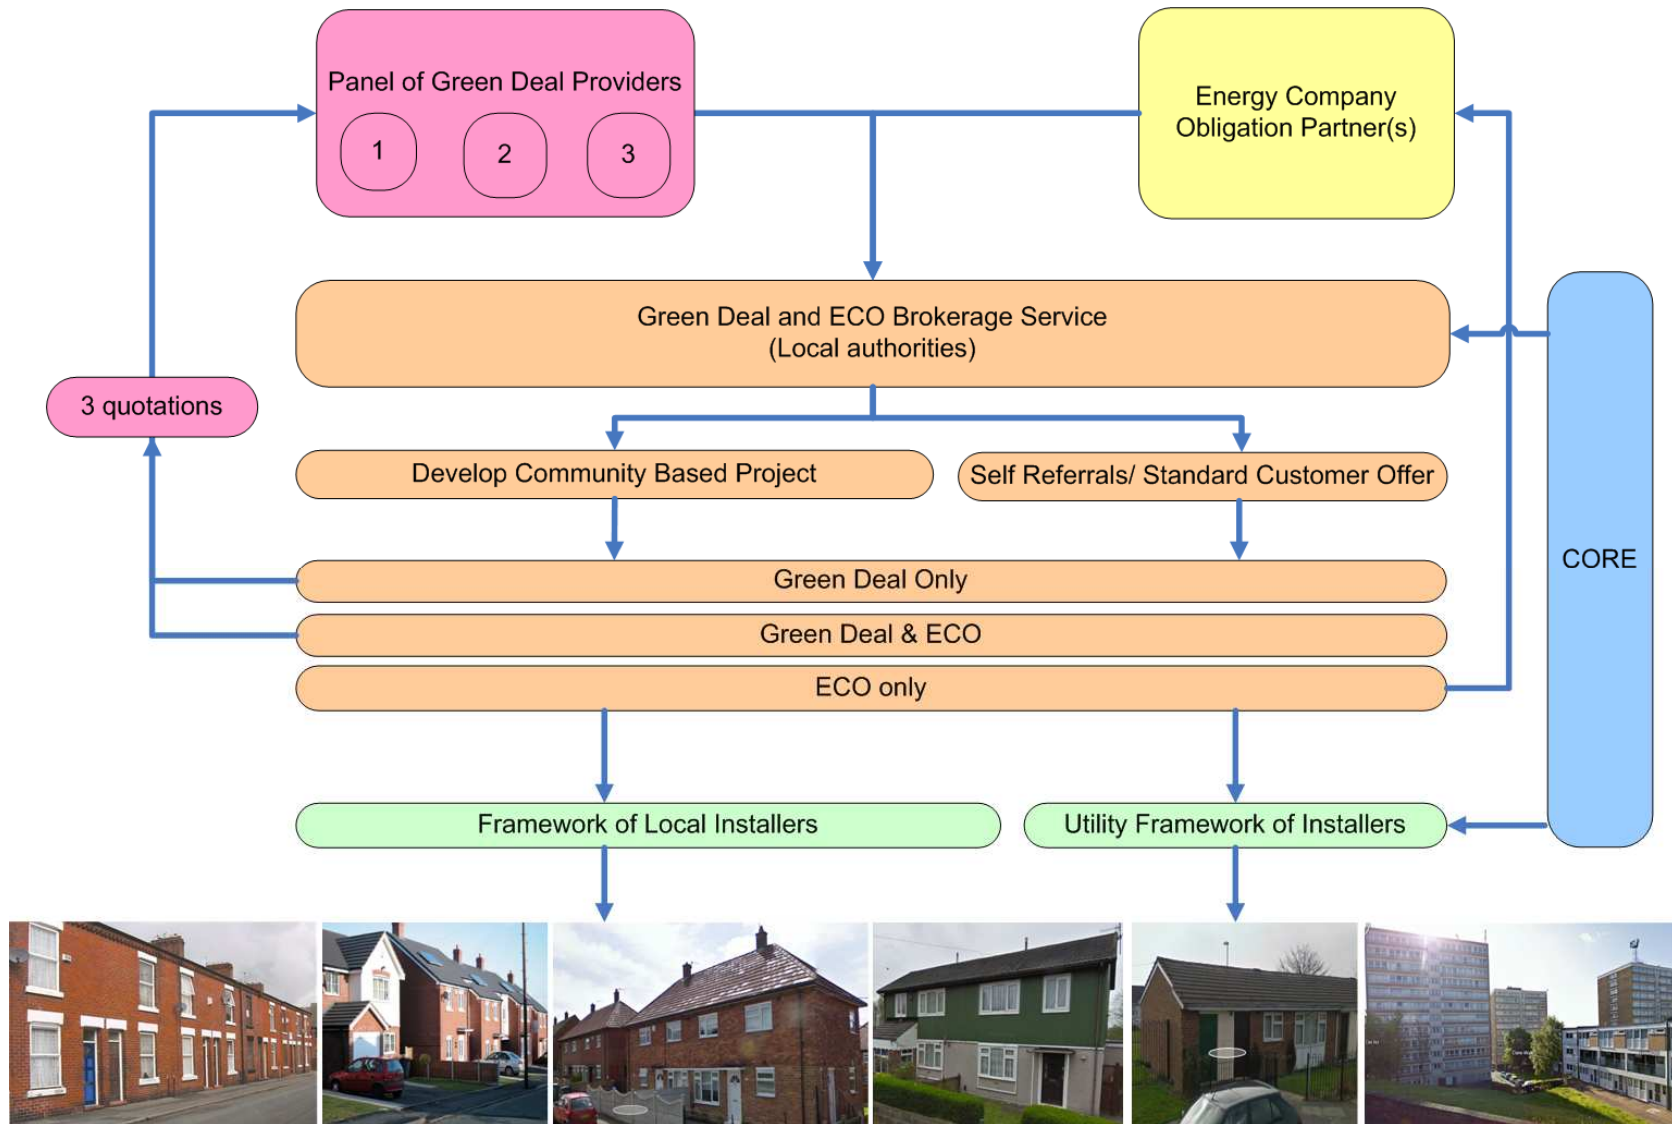 Panel of Green Deal Providers
1
2
3
Energy Company
Obligation Partner(s)
Green Deal and ECO Brokerage Service
(Local authorities)
3 quotations
Develop Community Based Project
Self Referrals/ Standard Customer Offer
Green Deal Only
Green Deal & ECO
ECO only
CORE
Framework of Local Installers
Utility Framework of Installers